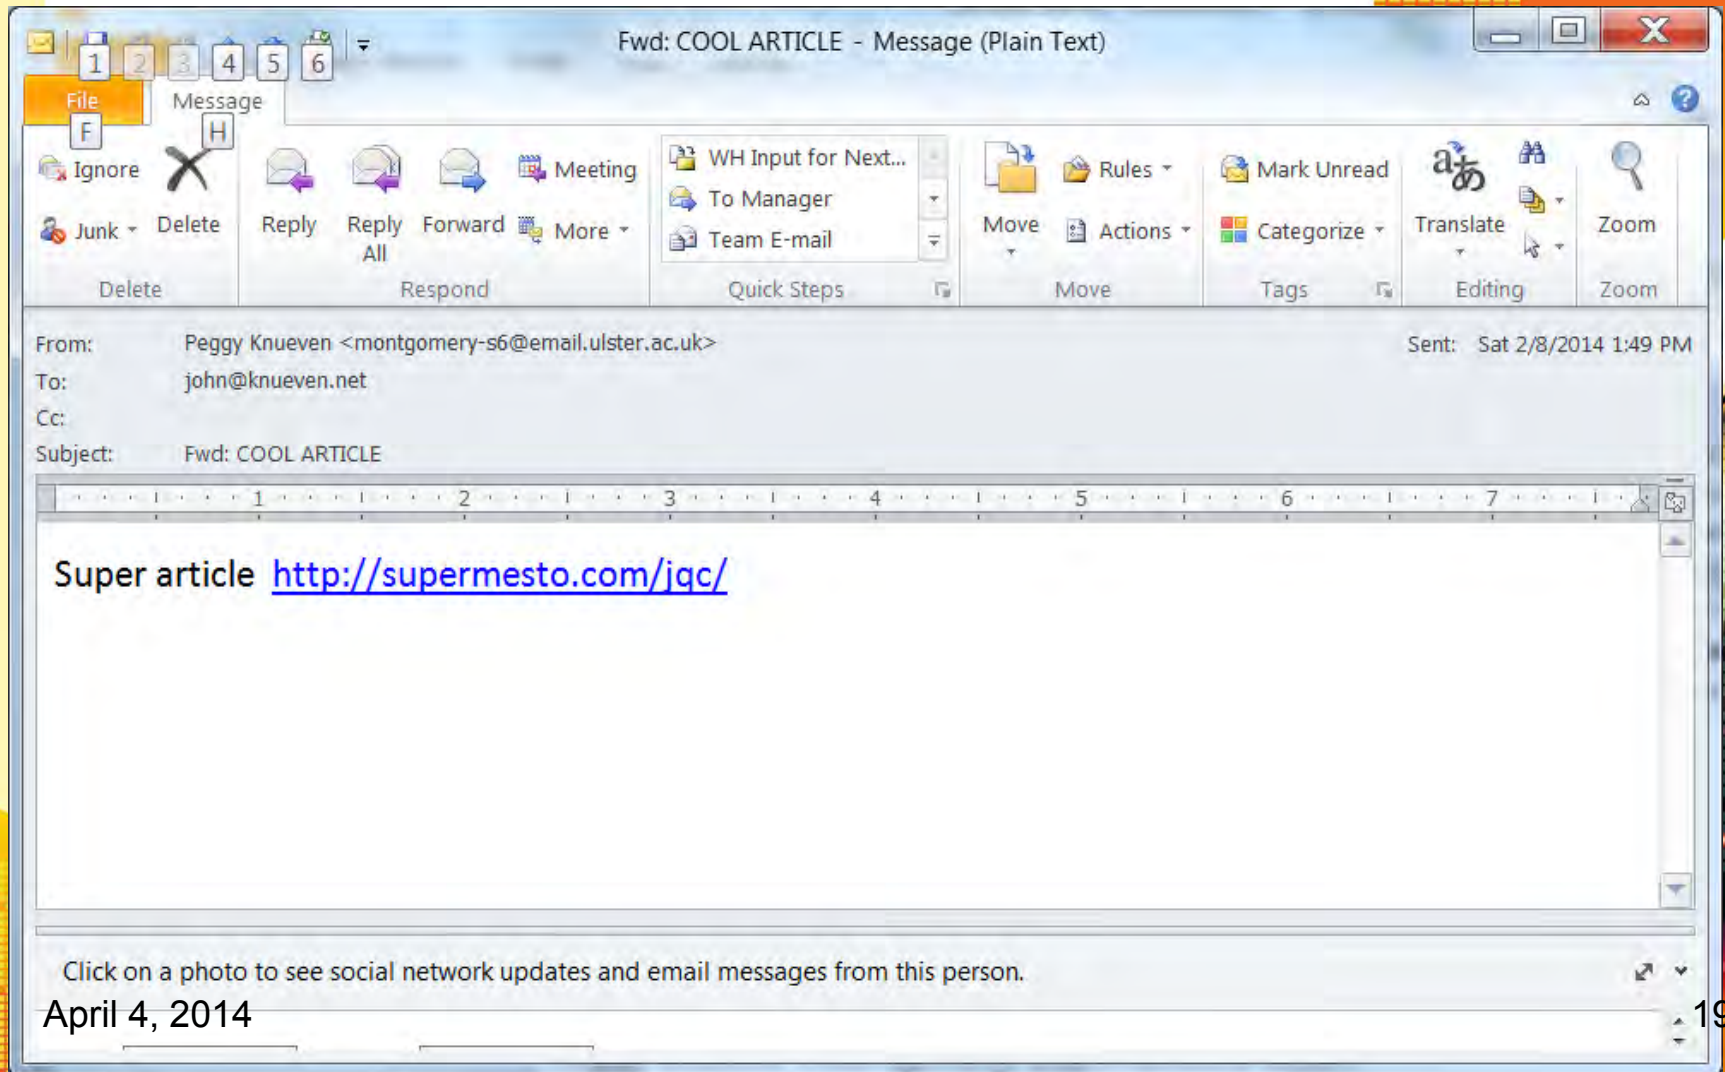 Fwd: COOL ARTICLE - Message (Plain Text)
1 2 3 4 5 6
File Message
F H
Ignore
Junk
Delete
Delete
Reply
Reply All
Forward
Meeting
More
Respond
WH Input for Next...
To Manager
Team E-mail
Quick Steps
Move
Rules
Actions
Move
Mark Unread
Categorize
Tags
Translate
Editing
Zoom
Zoom
From: Peggy Knueven <montgomery-s6@email.ulster.ac.uk> Sent: Sat 2/8/2014 1:49 PM
To: john@knueven.net
Cc:
Subject: Fwd: COOL ARTICLE
1 2 3 4 5 6 7
Super article http://supermesto.com/jqc/
Click on a photo to see social network updates and email messages from this person.
April 4, 2014 19